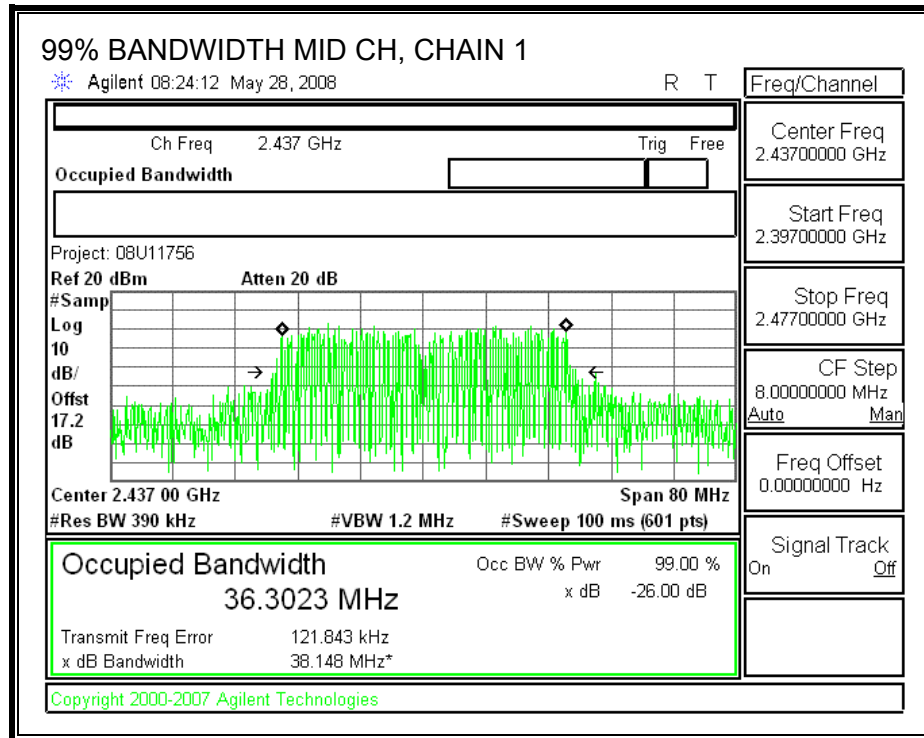 99% BANDWIDTH MID CH, CHAIN 1
Agilent 08:24:12 May 28, 2008 R T
Freq/Channel
Ch Freq 2.437 GHz Trig Free
Occupied Bandwidth
Center Freq
2.43700000 GHz
Start Freq
2.39700000 GHz
Stop Freq
2.47700000 GHz
CF Step
8.00000000 MHz
Auto Man
Freq Offset
0.00000000 Hz
Signal Track
On Off
Project: 08U11756
Ref 20 dBm Atten 20 dB
#Samp
Log
10
dB/
Offst
17.2
dB
Center 2.437 00 GHz Span 80 MHz
#Res BW 390 kHz #VBW 1.2 MHz #Sweep 100 ms (601 pts)
Occupied Bandwidth
36.3023 MHz
Occ BW % Pwr 99.00 %
x dB -26.00 dB
Transmit Freq Error 121.843 kHz
x dB Bandwidth 38.148 MHz*
Copyright 2000-2007 Agilent Technologies